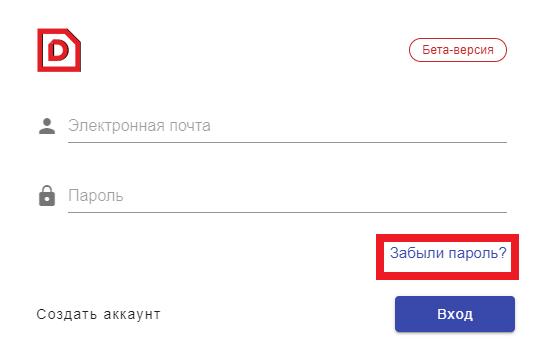 D
Бета-версия
Электронная почта
Пароль
Забыли пароль?
Создать аккаунт
Вход